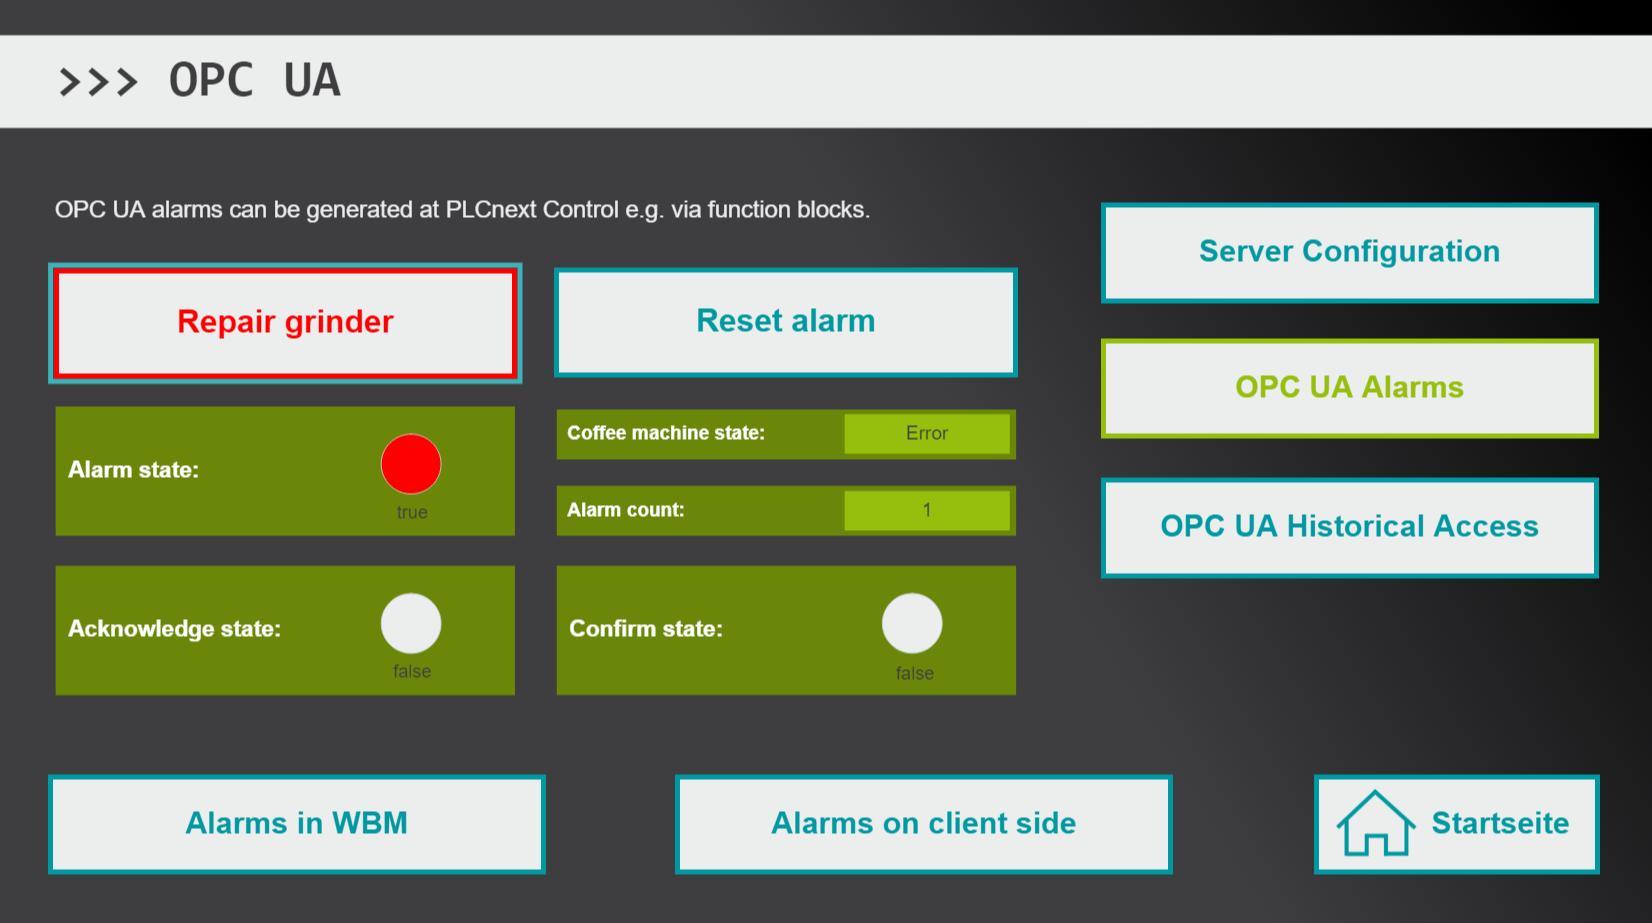 >>> OPC UA
OPC UA alarms can be generated at PLCnext Control e.g. via function blocks.
Repair grinder
Reset alarm
Server Configuration
OPC UA Alarms
OPC UA Historical Access
Alarm state:
true
Coffee machine state:
Error
Alarm count:
1
Acknowledge state:
false
Confirm state:
false
Alarms in WBM
Alarms on client side
Startseite